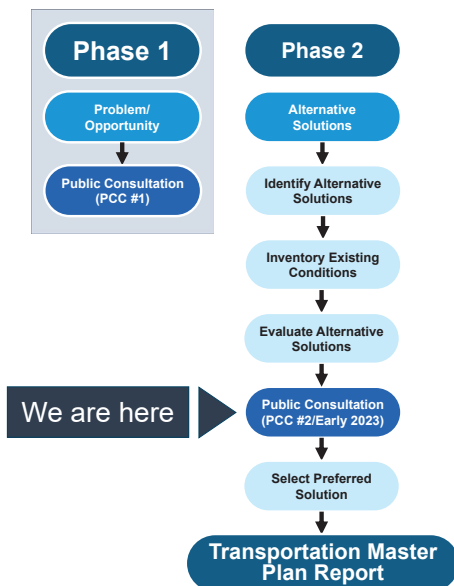 Phase 1
Problem/
Opportunity
Public Consultation
(PCC #1)
Phase 2
Alternative
Solutions
Identify Alternative
Solutions
Inventory Existing
Conditions
Evaluate Alternative
Solutions
We are here
Public Consultation
(PCC #2/Early 2023)
Select Preferred
Solution
Transportation Master
Plan Report